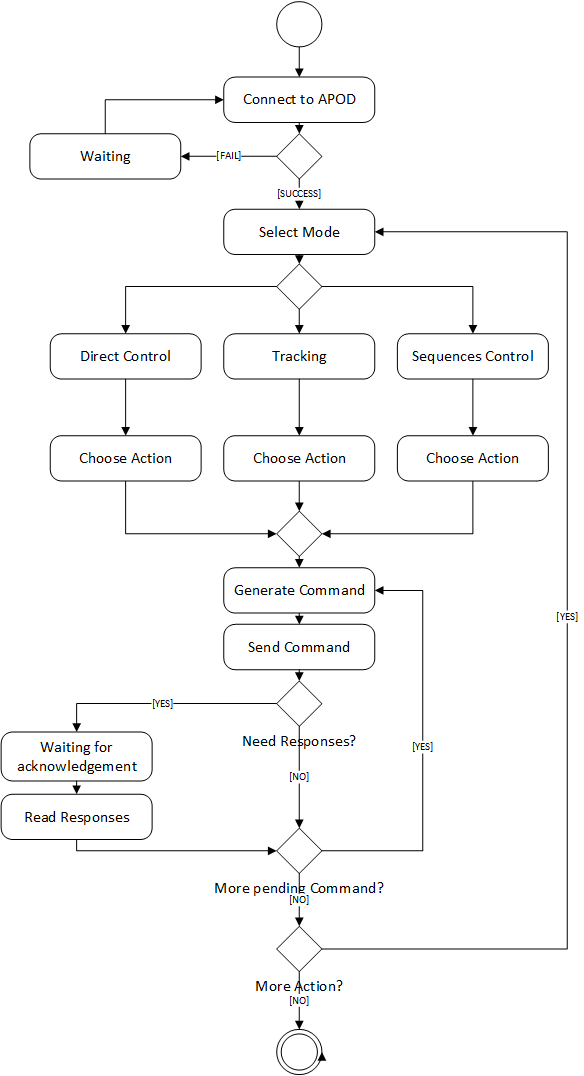 Connect to APOD
Waiting
[FAIL]
[SUCCESS]
Select Mode
Direct Control
Tracking
Sequences Control
Choose Action
Choose Action
Choose Action
Generate Command
[YES]
Send Command
[YES]
Waiting for
acknowledgement
Need Responses?
[YES]
[NO]
Read Responses
More pending Command?
[NO]
More Action?
[NO]